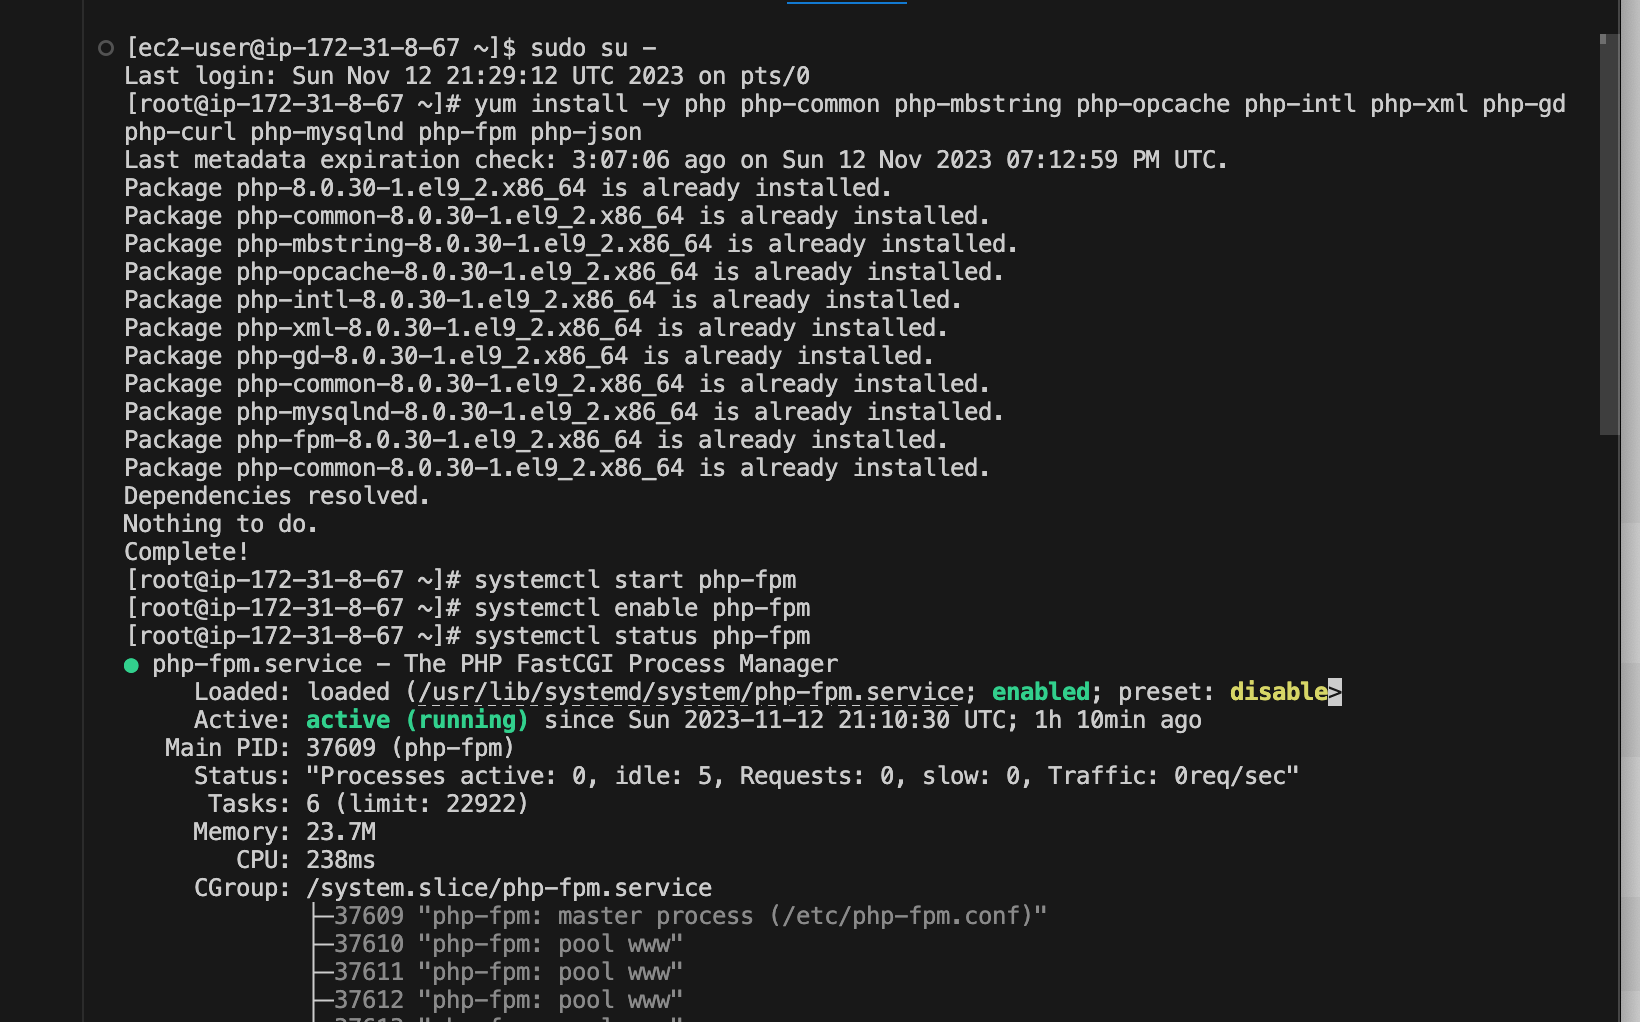 [ec2-user@ip-172-31-8-67 ~]$ sudo su -
Last login: Sun Nov 12 21:29:12 UTC 2023 on pts/0
[root@ip-172-31-8-67 ~]# yum install -y php php-common php-mbstring php-opcache php-intl php-xml php-gd
php-curl php-mysqlnd php-fpm php-json
Last metadata expiration check: 3:07:06 ago on Sun 12 Nov 2023 07:12:59 PM UTC.
Package php-8.0.30-1.el9_2.x86_64 is already installed.
Package php-common-8.0.30-1.el9_2.x86_64 is already installed.
Package php-mbstring-8.0.30-1.el9_2.x86_64 is already installed.
Package php-opcache-8.0.30-1.el9_2.x86_64 is already installed.
Package php-intl-8.0.30-1.el9_2.x86_64 is already installed.
Package php-xml-8.0.30-1.el9_2.x86_64 is already installed.
Package php-gd-8.0.30-1.el9_2.x86_64 is already installed.
Package php-common-8.0.30-1.el9_2.x86_64 is already installed.
Package php-mysqlnd-8.0.30-1.el9_2.x86_64 is already installed.
Package php-fpm-8.0.30-1.el9_2.x86_64 is already installed.
Package php-common-8.0.30-1.el9_2.x86_64 is already installed.
Dependencies resolved.
Nothing to do.
Complete!
[root@ip-172-31-8-67 ~]# systemctl start php-fpm
[root@ip-172-31-8-67 ~]# systemctl enable php-fpm
[root@ip-172-31-8-67 ~]# systemctl status php-fpm
● php-fpm.service - The PHP FastCGI Process Manager
Loaded: loaded (/usr/lib/systemd/system/php-fpm.service; enabled; preset: disable>
Active: active (running) since Sun 2023-11-12 21:10:30 UTC; 1h 10min ago
Main PID: 37609 (php-fpm)
Status: "Processes active: 0, idle: 5, Requests: 0, slow: 0, Traffic: 0req/sec"
Tasks: 6 (limit: 22922)
Memory: 23.7M
CPU: 238ms
CGroup: /system.slice/php-fpm.service
├─37609 "php-fpm: master process (/etc/php-fpm.conf)"
├─37610 "php-fpm: pool www"
├─37611 "php-fpm: pool www"
├─37612 "php-fpm: pool www"